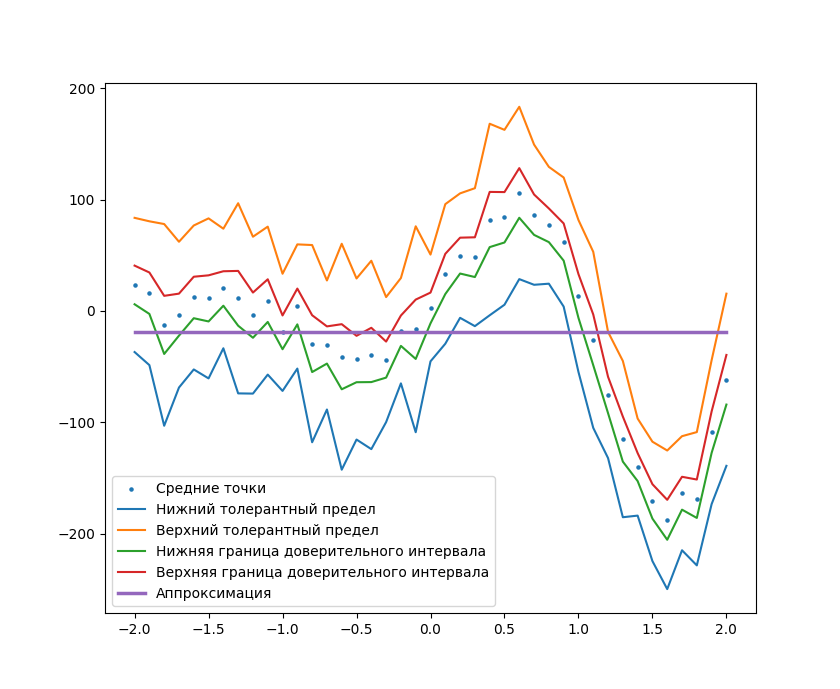 200
100
0
−100
−200
Средние точки
Нижний толерантный предел
Верхний толерантный предел
Нижняя граница доверительного интервала
Верхняя граница доверительного интервала
Аппроксимация
−2.0 −1.5 −1.0 −0.5 0.0 0.5 1.0 1.5 2.0